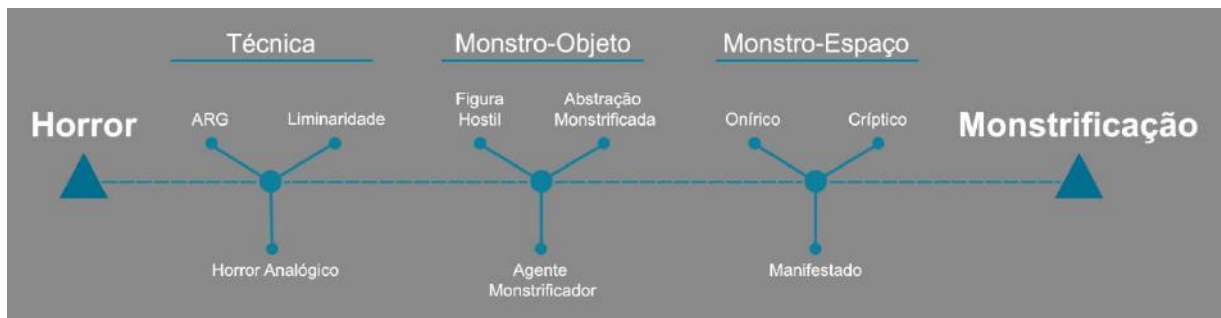 Técnica
Monstro-Objeto
Monstro-Espaço
Horror
ARG
Liminaridade
Figura
Hostil
Abstração
Monstrificada
Onírico
Críptico
Monstrificação
Horror Analógico
Agente
Monstrificador
Manifestado